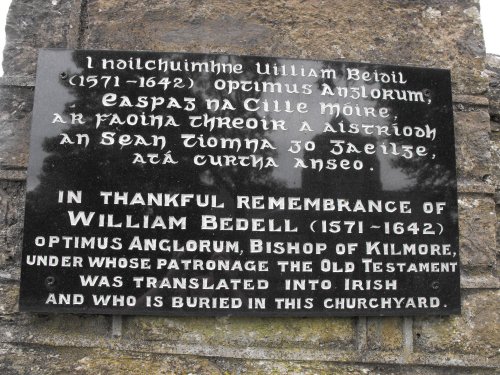 I ndilchuimhne Uilliam Beidil
(1571-1642) optimus Anglorum,
Easpag na Cille Móire,
ar faoina threoir a aistríodh
an Sean Tiomna go Gaeilge,
atá curtha anseo.
IN THANKFUL REMEMBRANCE OF
WILLIAM BEDELL (1571-1642)
OPTIMUS ANGLORUM, BISHOP OF KILMORE,
UNDER WHOSE PATRONAGE THE OLD TESTAMENT
WAS TRANSLATED INTO IRISH
AND WHO IS BURIED IN THIS CHURCHYARD.